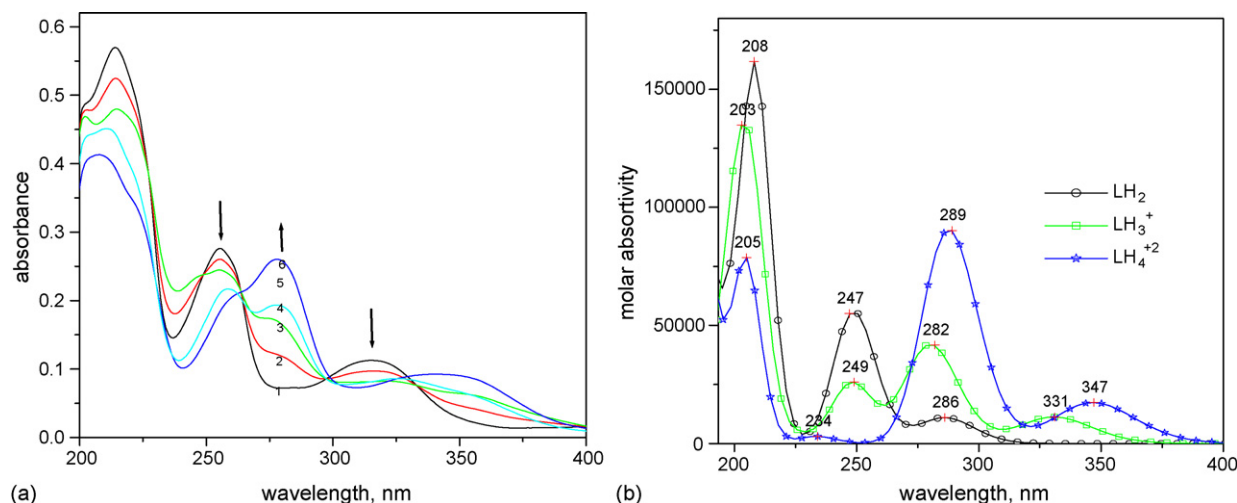 0.6
0.5
0.4
0.3
0.2
0.1
0.0
absorbance
6
5
4
3
2
1
200 250 300 350 400
wavelength, nm
(a)
150000
100000
50000
0
molar absortivity
208
203
205
234
247
249
282
286
289
331
347
LH2
LH3+
LH4+2
200 250 300 350 400
wavelength, nm
(b)